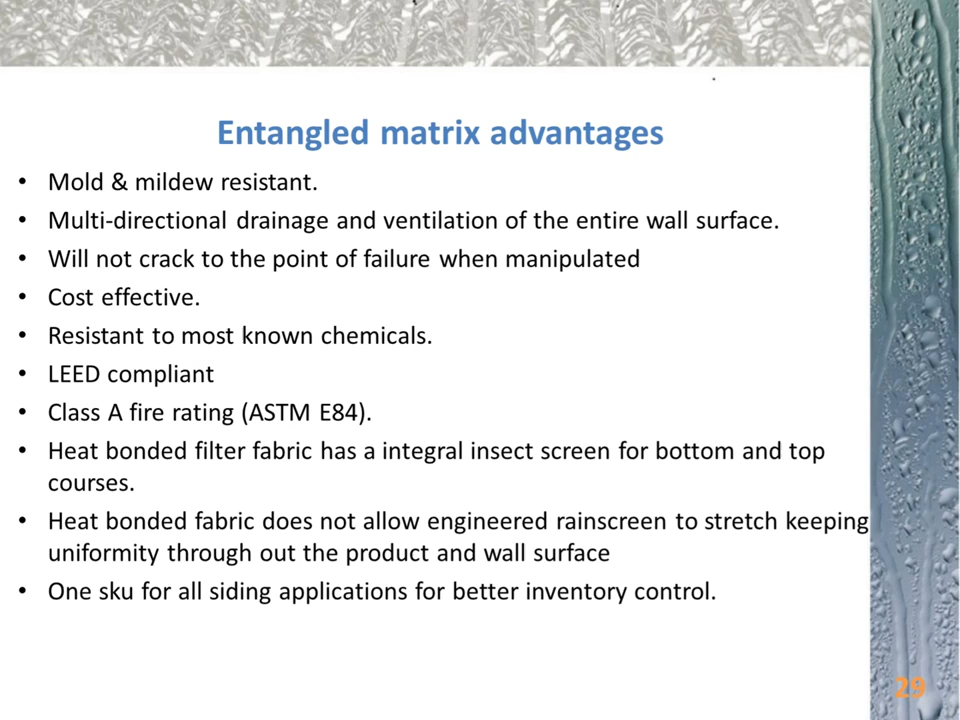 Entangled matrix advantages
• Mold & mildew resistant.
• Multi-directional drainage and ventilation of the entire wall surface.
• Will not crack to the point of failure when manipulated
• Cost effective.
• Resistant to most known chemicals.
• LEED compliant
• Class A fire rating (ASTM E84).
• Heat bonded filter fabric has a integral insect screen for bottom and top
courses.
• Heat bonded fabric does not allow engineered rainscreen to stretch keeping
uniformity through out the product and wall surface
• One sku for all siding applications for better inventory control.
29